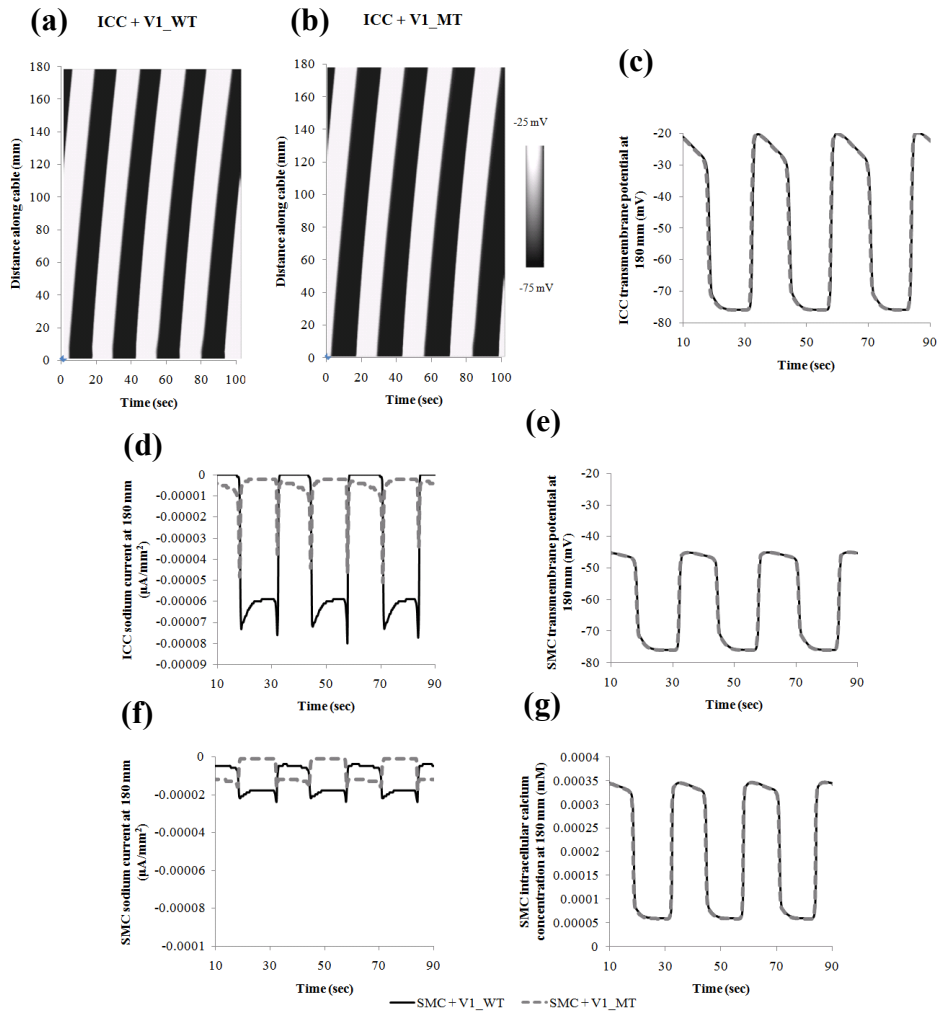 (a) ICC + V1_WT
(b) ICC + V1_MT
(c)
180
160
140
120
100
80
60
40
20
0
Distance along cable (mm)
0 20 40 60 80 100
Time (sec)
180
160
140
120
100
80
60
40
20
0
Distance along cable (mm)
0 20 40 60 80 100
Time (sec)
-25 mV
-75 mV
-20
-30
-40
-50
-60
-70
-80
ICC transmembrane potential at
180 mm (mV)
10 30 50 70 90
Time (sec)
(d)
0
-0.00001
-0.00002
-0.00003
-0.00004
-0.00005
-0.00006
-0.00007
-0.00008
-0.00009
ICC sodium current at 180 mm
(µA/mm²)
10 30 50 70 90
Time (sec)
(e)
-20
-30
-40
-50
-60
-70
-80
SMC transmembrane potential at
180 mm (mV)
10 30 50 70 90
Time (sec)
(f)
0
-0.00002
-0.00004
-0.00006
-0.00008
-0.0001
SMC sodium current at 180 mm
(µA/mm²)
10 30 50 70 90
Time (sec)
(g)
0.0004
0.00035
0.0003
0.00025
0.0002
0.00015
0.0001
0.00005
0
SMC intracellular calcium
concentration at 180 mm (mM)
10 30 50 70 90
Time (sec)
SMC + V1_WT
SMC + V1_MT